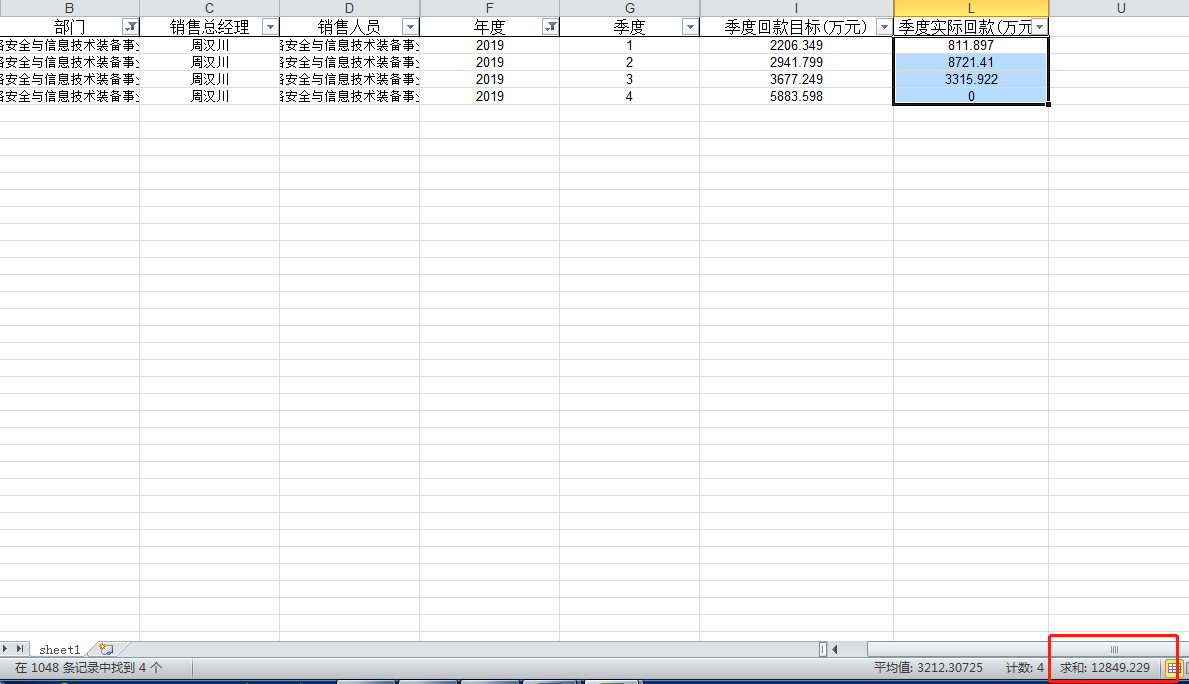 B C D F G I L U
部门 销售总经理 销售人员 年度 季度 季度回款目标(万元) 季度实际回款(万元
安全与信息技术装备事 周汉川 安全与信息技术装备事 2019 1 2206.349 811.897
安全与信息技术装备事 周汉川 安全与信息技术装备事 2019 2 2941.799 8721.41
安全与信息技术装备事 周汉川 安全与信息技术装备事 2019 3 3677.249 3315.922
安全与信息技术装备事 周汉川 安全与信息技术装备事 2019 4 5883.598 0
sheet1
在 1048 条记录中找到 4 个 平均值: 3212.30725 计数: 4 求和: 12849.229